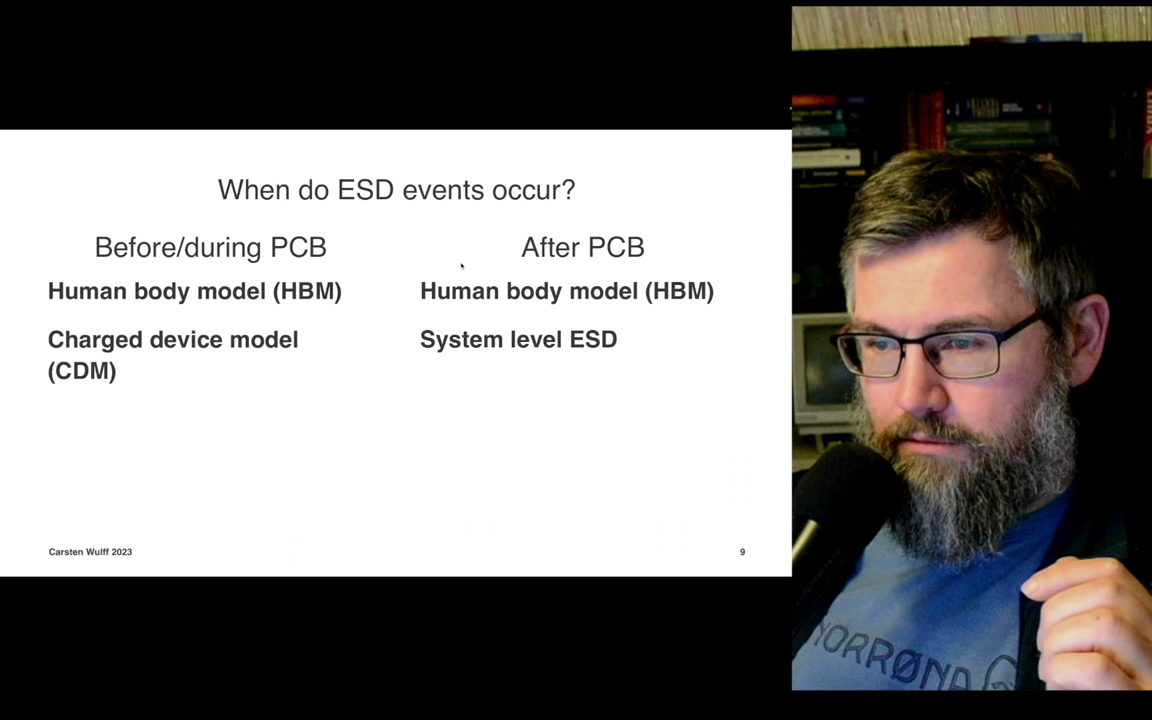 When do ESD events occur?
Before/during PCB
Human body model (HBM)
Charged device model
(CDM)
After PCB
Human body model (HBM)
System level ESD
Carsten Wulff 2023
9
NORRØNA